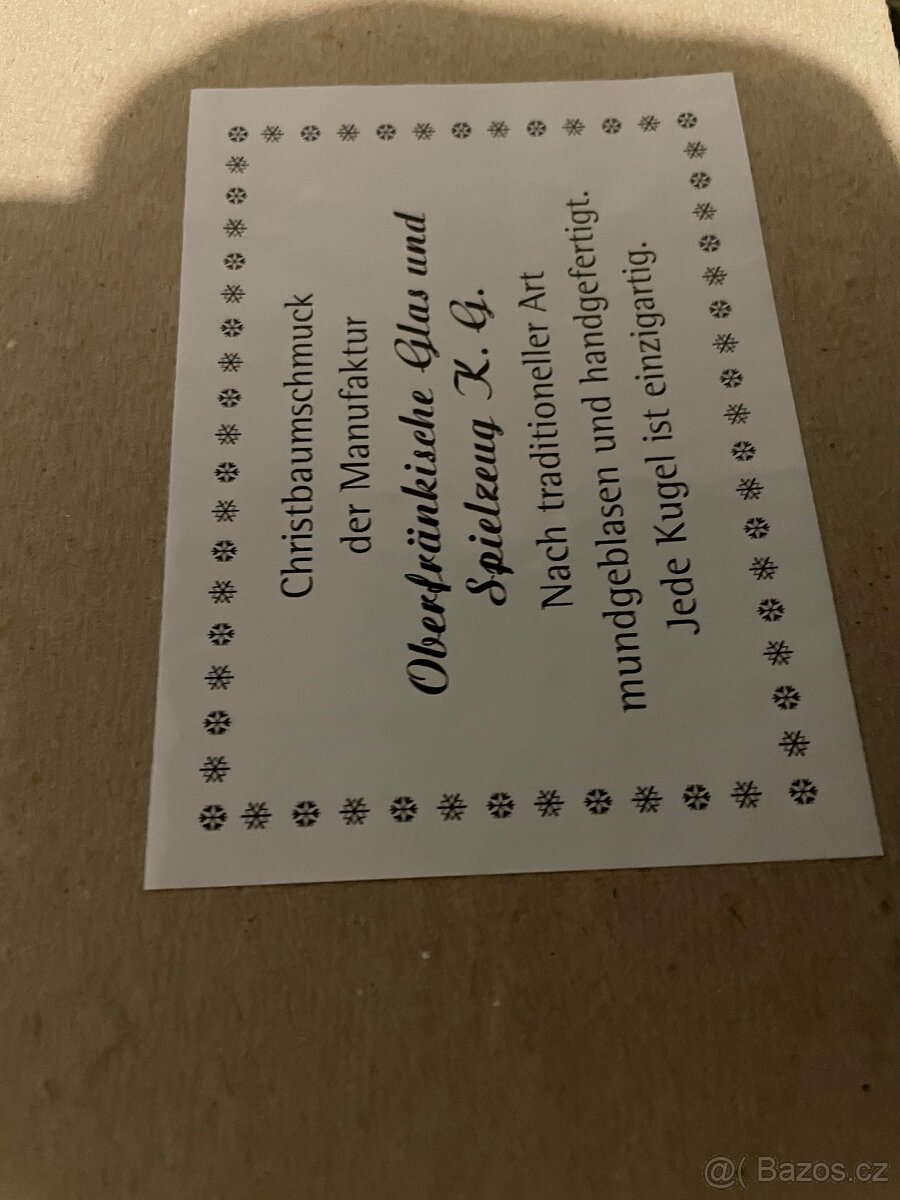 Christbaumschmuck
der Manufaktur
Oberfränkische Glas und
Spielzeug K. G.
Nach traditioneller Art
mundgeblasen und handgefertigt.
Jede Kugel ist einzigartig.
@( Bazos.cz